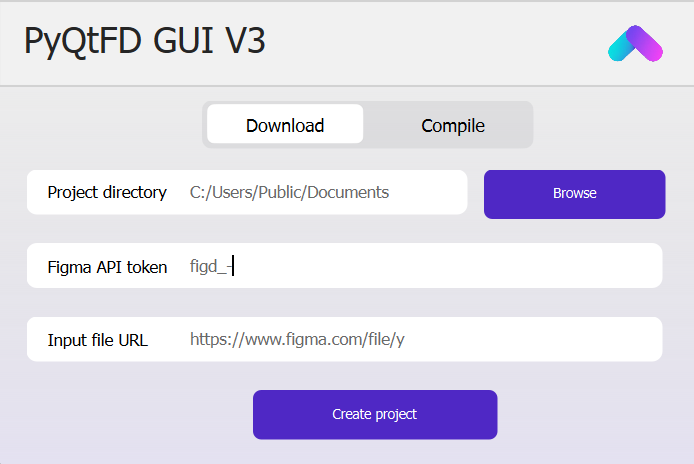 PyQtFD GUI V3
Download Compile
Project directory C:/Users/Public/Documents Browse
Figma API token figd_-
Input file URL https://www.figma.com/file/y
Create project